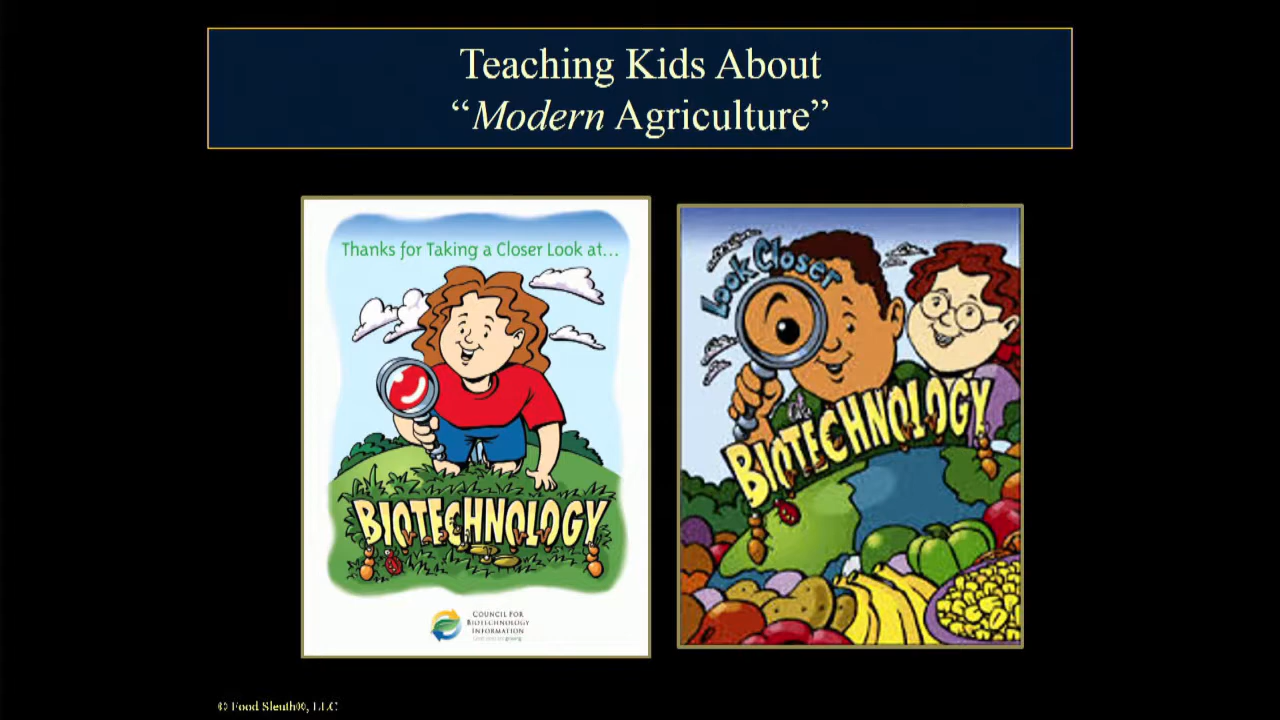 Teaching Kids About
“Modern Agriculture”
Thanks for Taking a Closer Look at...
BIOTECHNOLOGY
COUNCIL FOR
BIOTECHNOLOGY
INFORMATION
Look Closer
at
BIOTECHNOLOGY
© Food Sleuth®, LLC